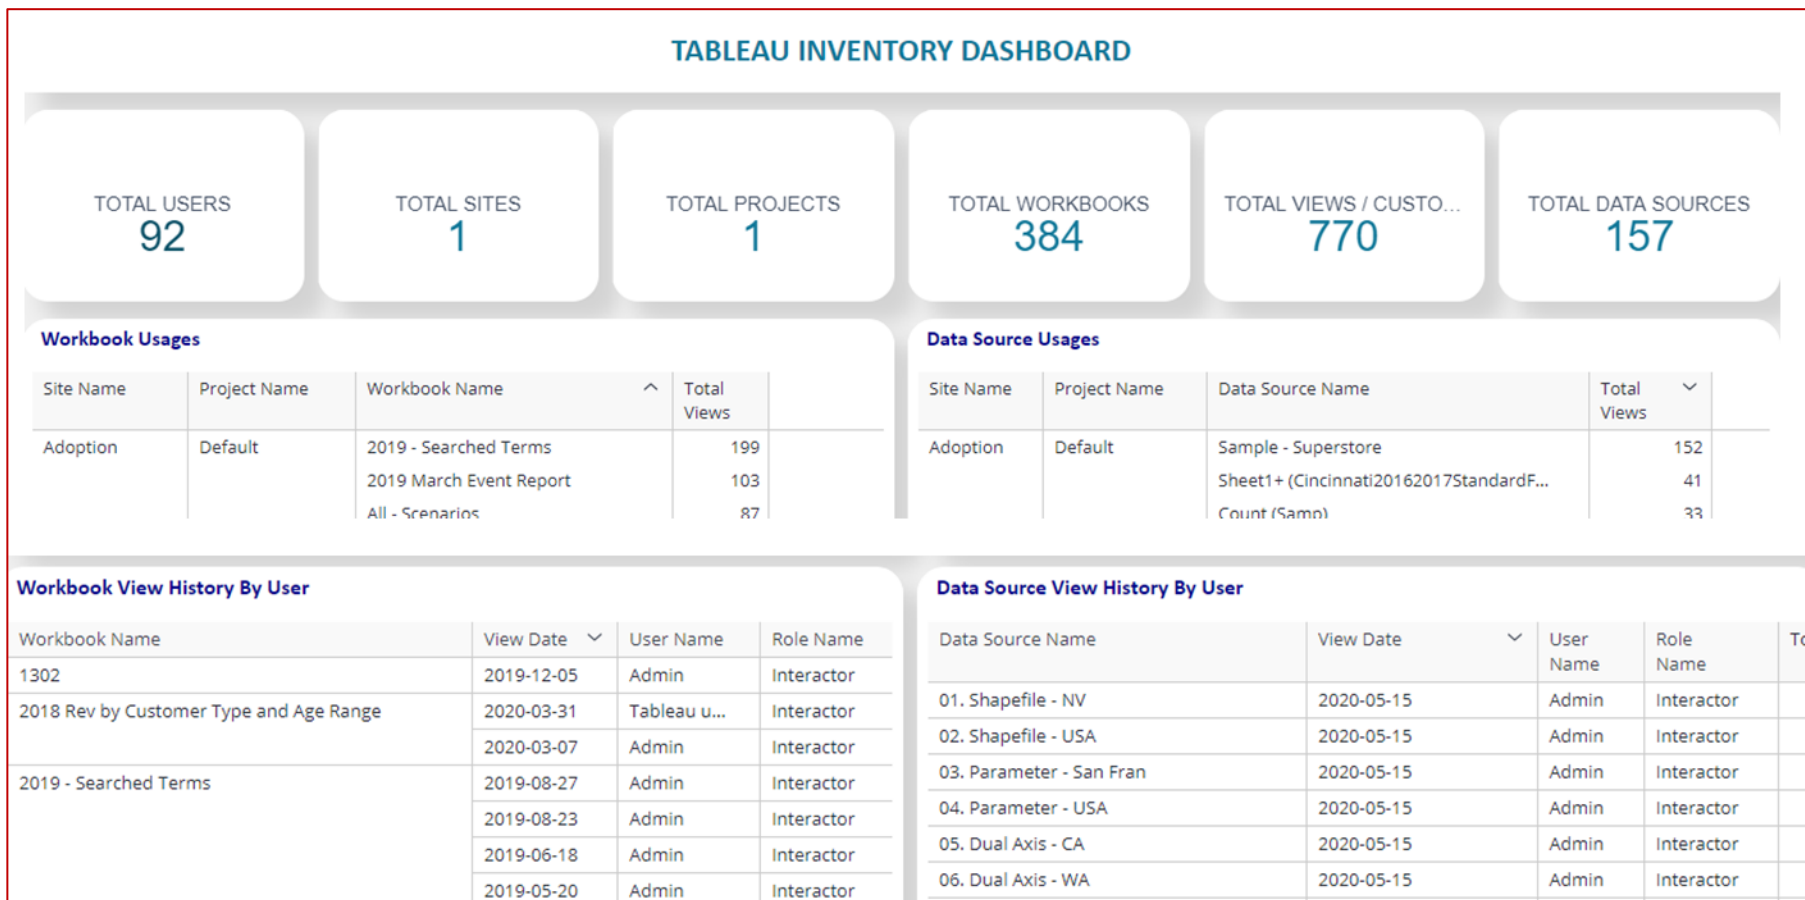 TABLEAU INVENTORY DASHBOARD
TOTAL USERS
92
TOTAL SITES
1
TOTAL PROJECTS
1
TOTAL WORKBOOKS
384
TOTAL VIEWS / CUSTO...
770
TOTAL DATA SOURCES
157
Workbook Usages
Site Name Project Name Workbook Name Total Views
Adoption Default 2019 - Searched Terms 199
2019 March Event Report 103
All - Scenarios 87
Data Source Usages
Site Name Project Name Data Source Name Total Views
Adoption Default Sample - Superstore 152
Sheet1+ (Cincinnati20162017StandardF... 41
Count (Samp) 33
Workbook View History By User
Workbook Name View Date User Name Role Name
1302 2019-12-05 Admin Interactor
2018 Rev by Customer Type and Age Range 2020-03-31 Tableau u... Interactor
2020-03-07 Admin Interactor
2019 - Searched Terms 2019-08-27 Admin Interactor
2019-08-23 Admin Interactor
2019-06-18 Admin Interactor
2019-05-20 Admin Interactor
Data Source View History By User
Data Source Name View Date User Name Role Name
01. Shapefile - NV 2020-05-15 Admin Interactor
02. Shapefile - USA 2020-05-15 Admin Interactor
03. Parameter - San Fran 2020-05-15 Admin Interactor
04. Parameter - USA 2020-05-15 Admin Interactor
05. Dual Axis - CA 2020-05-15 Admin Interactor
06. Dual Axis - WA 2020-05-15 Admin Interactor